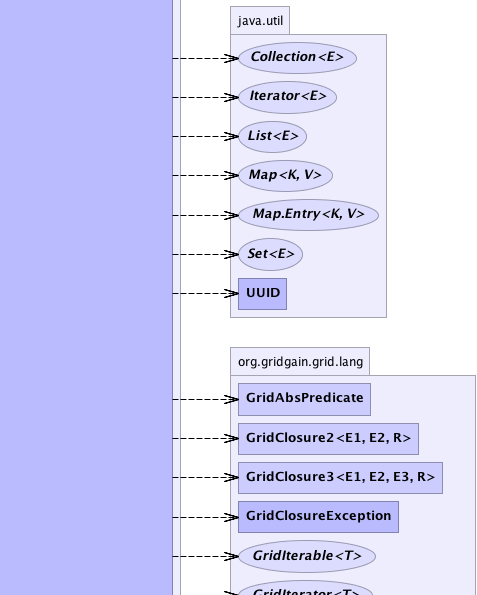 java.util
Collection<E>
Iterator<E>
List<E>
Map<K, V>
Map.Entry<K, V>
Set<E>
UUID
org.gridgain.grid.lang
GridAbsPredicate
GridClosure2<E1, E2, R>
GridClosure3<E1, E2, E3, R>
GridClosureException
GridIterable<T>
GridIterator<T>